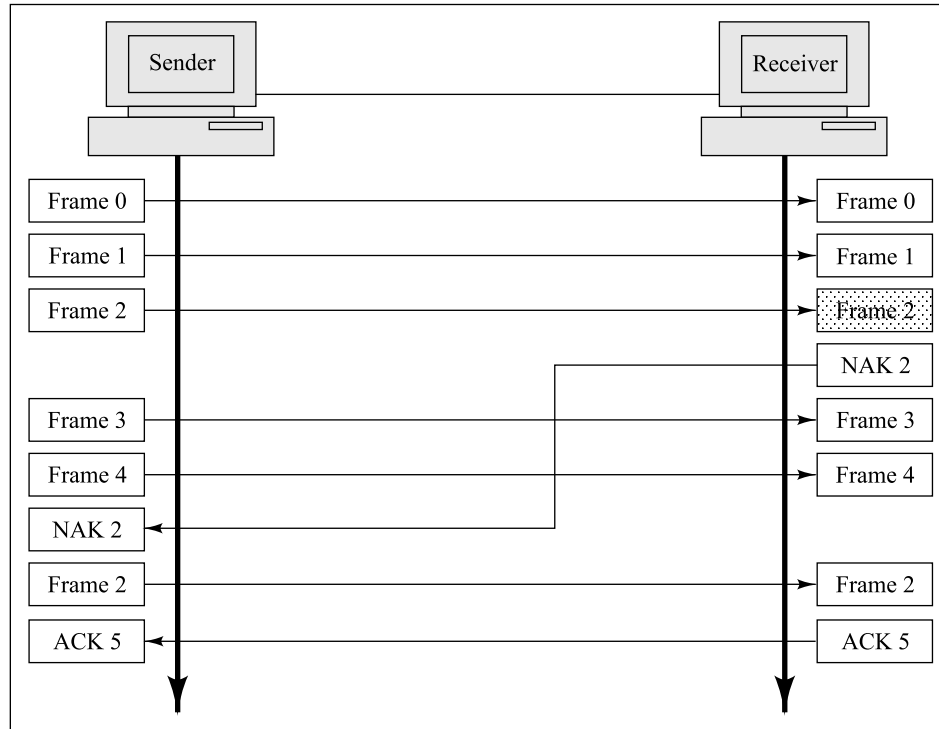 Sender Receiver
Frame 0 Frame 0
Frame 1 Frame 1
Frame 2 Frame 2
NAK 2
Frame 3 Frame 3
Frame 4 Frame 4
NAK 2
Frame 2 Frame 2
ACK 5 ACK 5